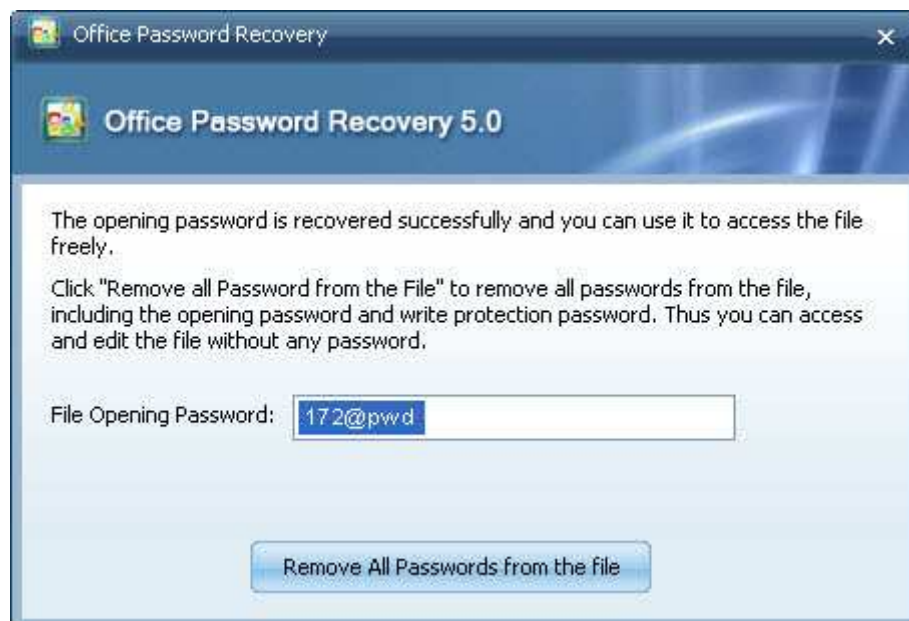 Office Password Recovery
Office Password Recovery 5.0
The opening password is recovered successfully and you can use it to access the file
freely.
Click "Remove all Password from the File" to remove all passwords from the file,
including the opening password and write protection password. Thus you can access
and edit the file without any password.
File Opening Password: 172@pwd
Remove All Passwords from the file